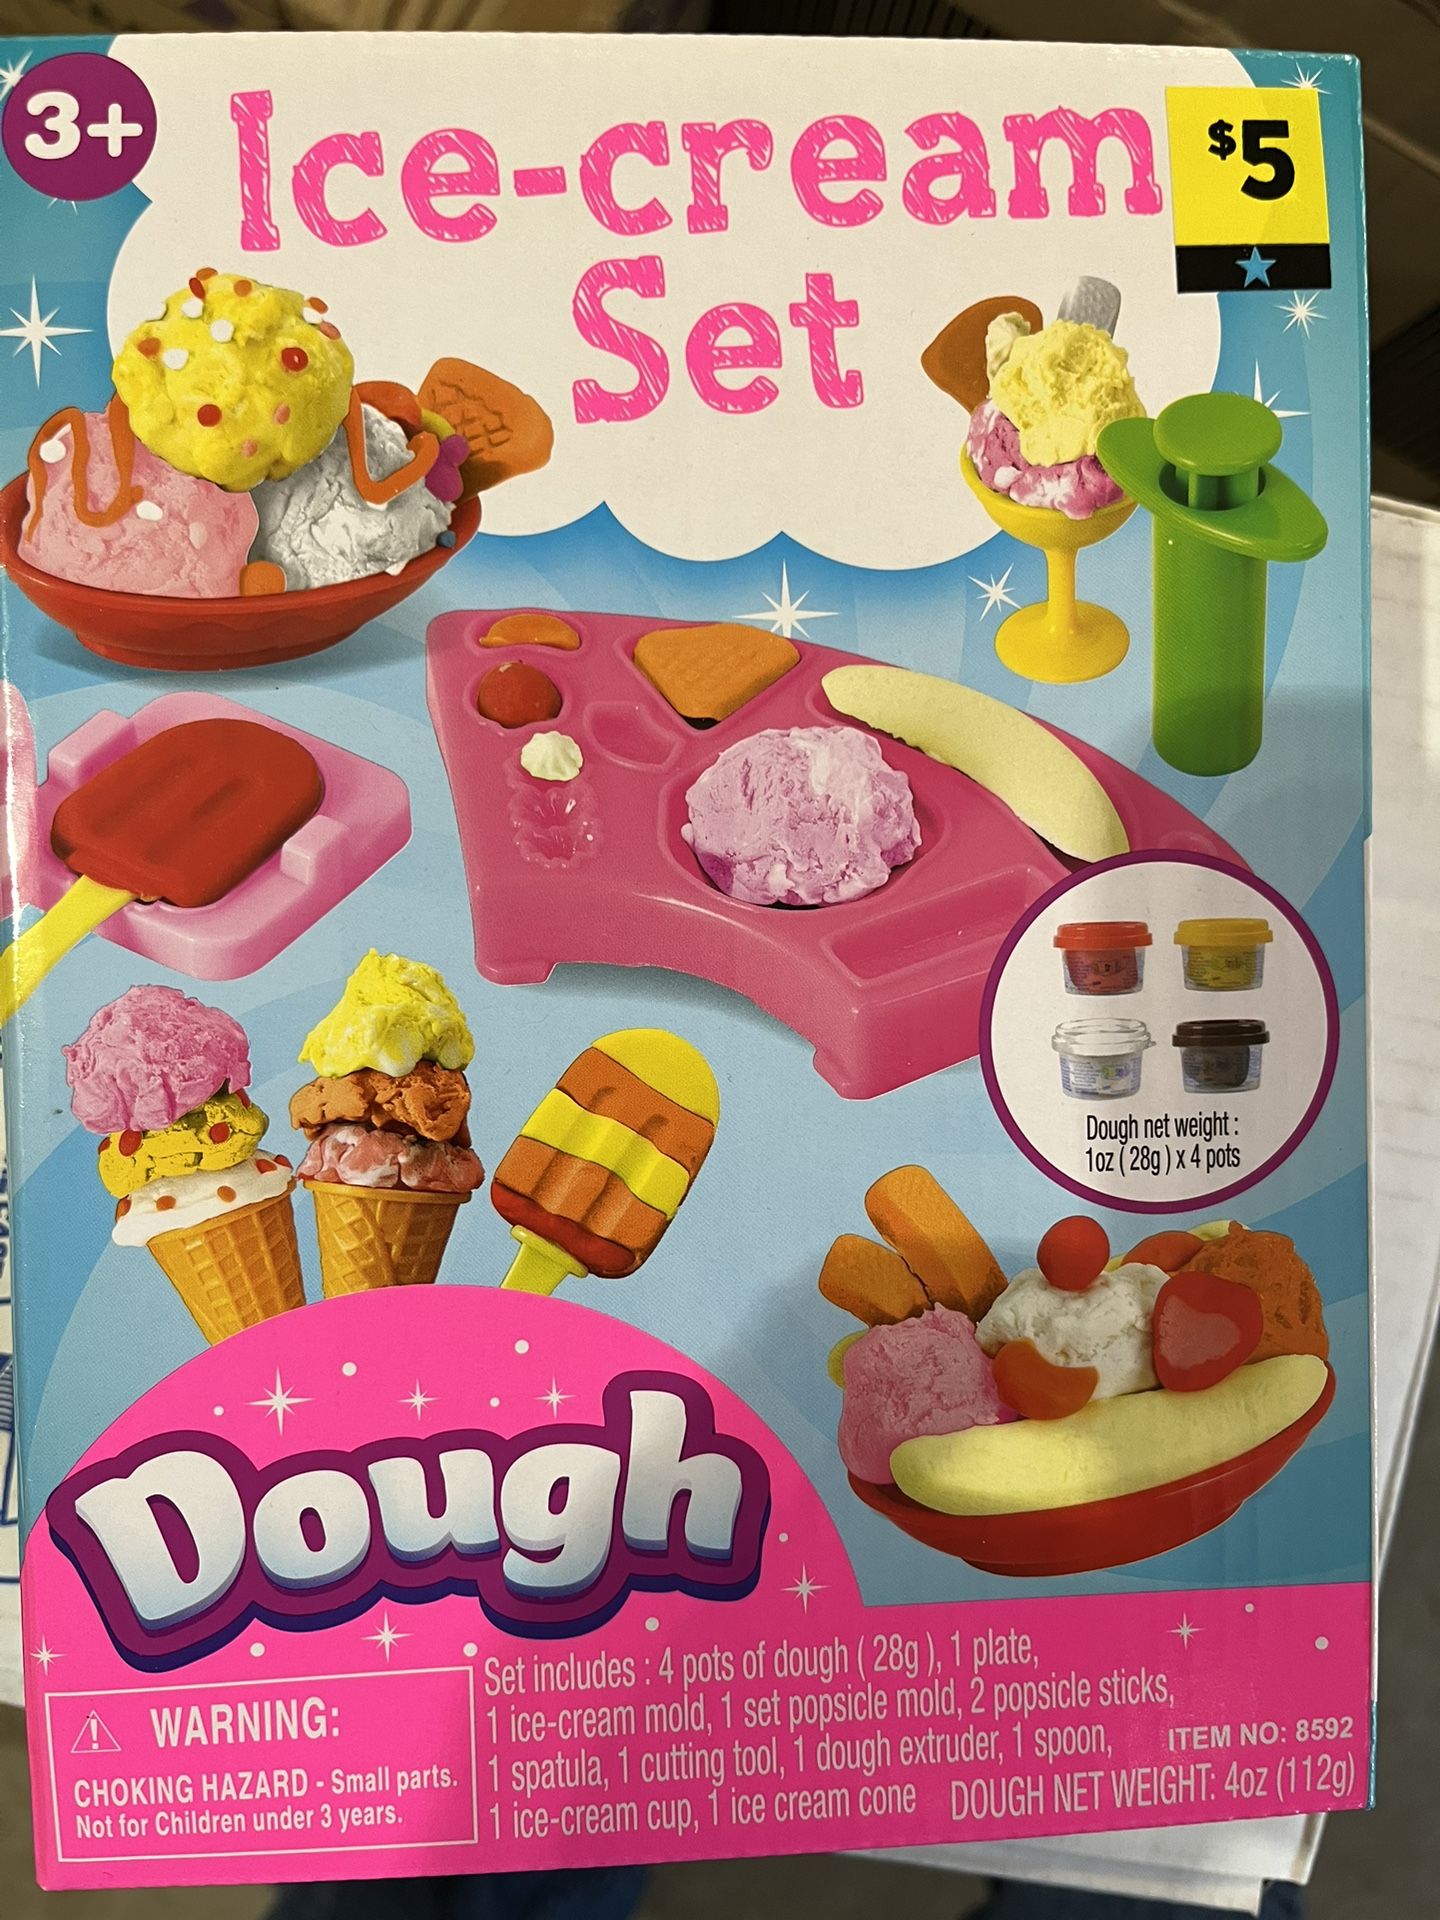 3+
Ice-cream
Set
$5
Dough net weight :
1oz ( 28g ) x 4 pots
Dough
WARNING:
CHOKING HAZARD - Small parts.
Not for Children under 3 years.
Set includes : 4 pots of dough ( 28g ), 1 plate,
1 ice-cream mold, 1 set popsicle mold, 2 popsicle sticks,
1 spatula, 1 cutting tool, 1 dough extruder, 1 spoon,
1 ice-cream cup, 1 ice cream cone
ITEM NO: 8592
DOUGH NET WEIGHT: 4oz (112g)